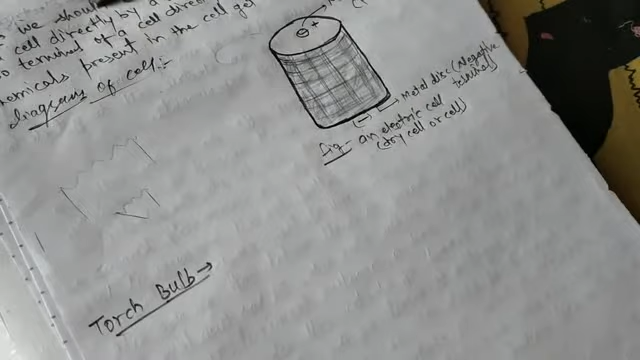 we should
cell directly by a
terminal of a cell direc
chemicals present in the cell get
diagram of cell:-
⊖ +
Metal disc (Negative
terminal)
fig- an electric cell
(dry cell or cell)
Torch Bulb →